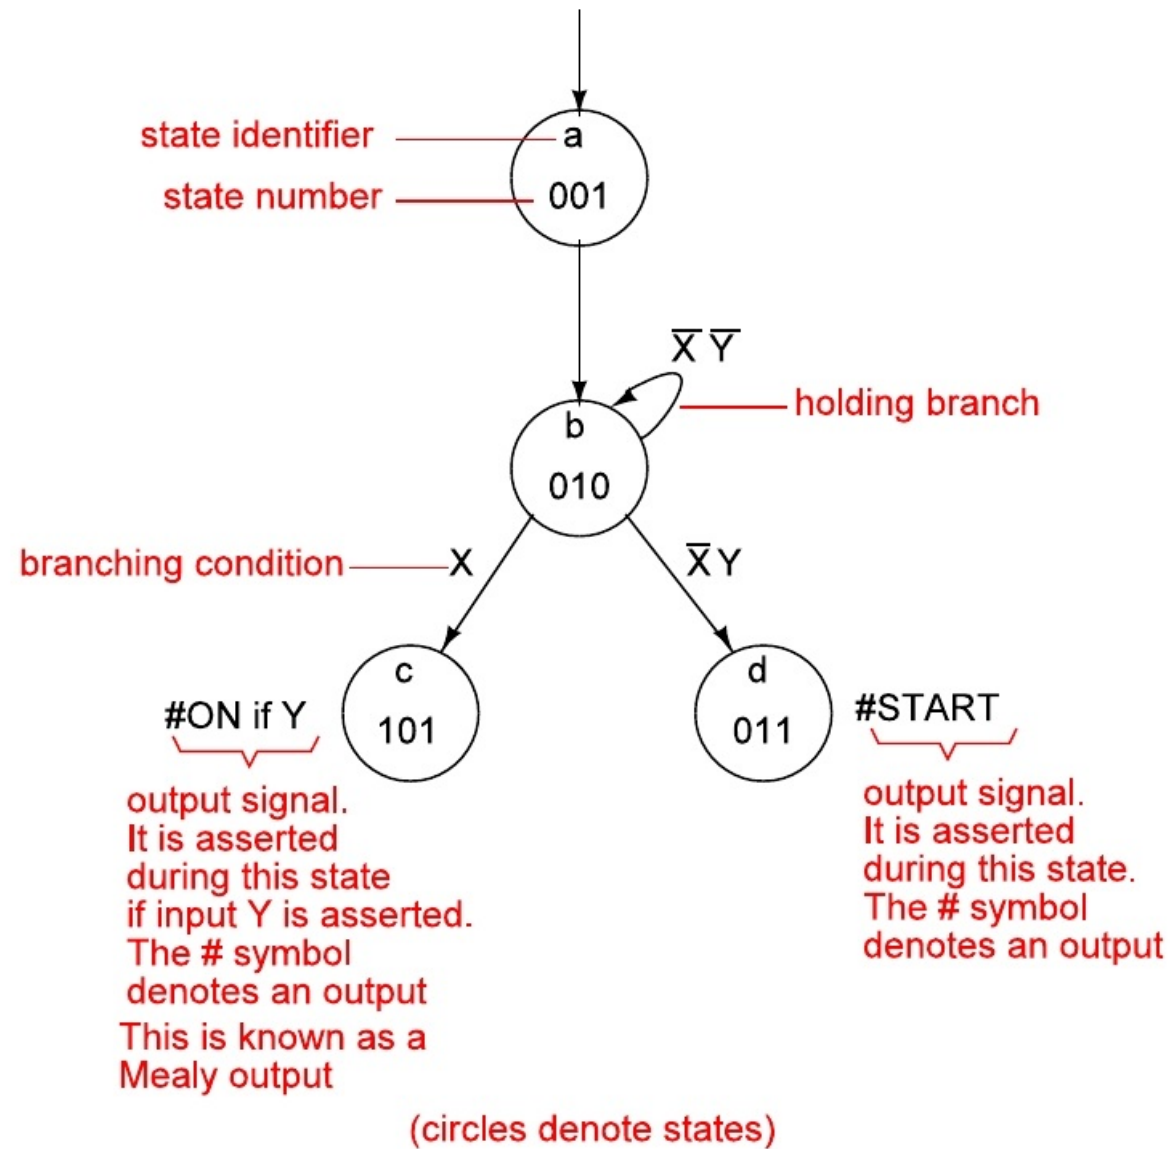 state identifier
a
state number
001
X̅ Y̅
holding branch
b
010
branching condition
X
X̅ Y
c
101
d
011
#ON if Y
#START
output signal.
It is asserted
during this state
if input Y is asserted.
The # symbol
denotes an output
This is known as a
Mealy output
output signal.
It is asserted
during this state.
The # symbol
denotes an output
(circles denote states)